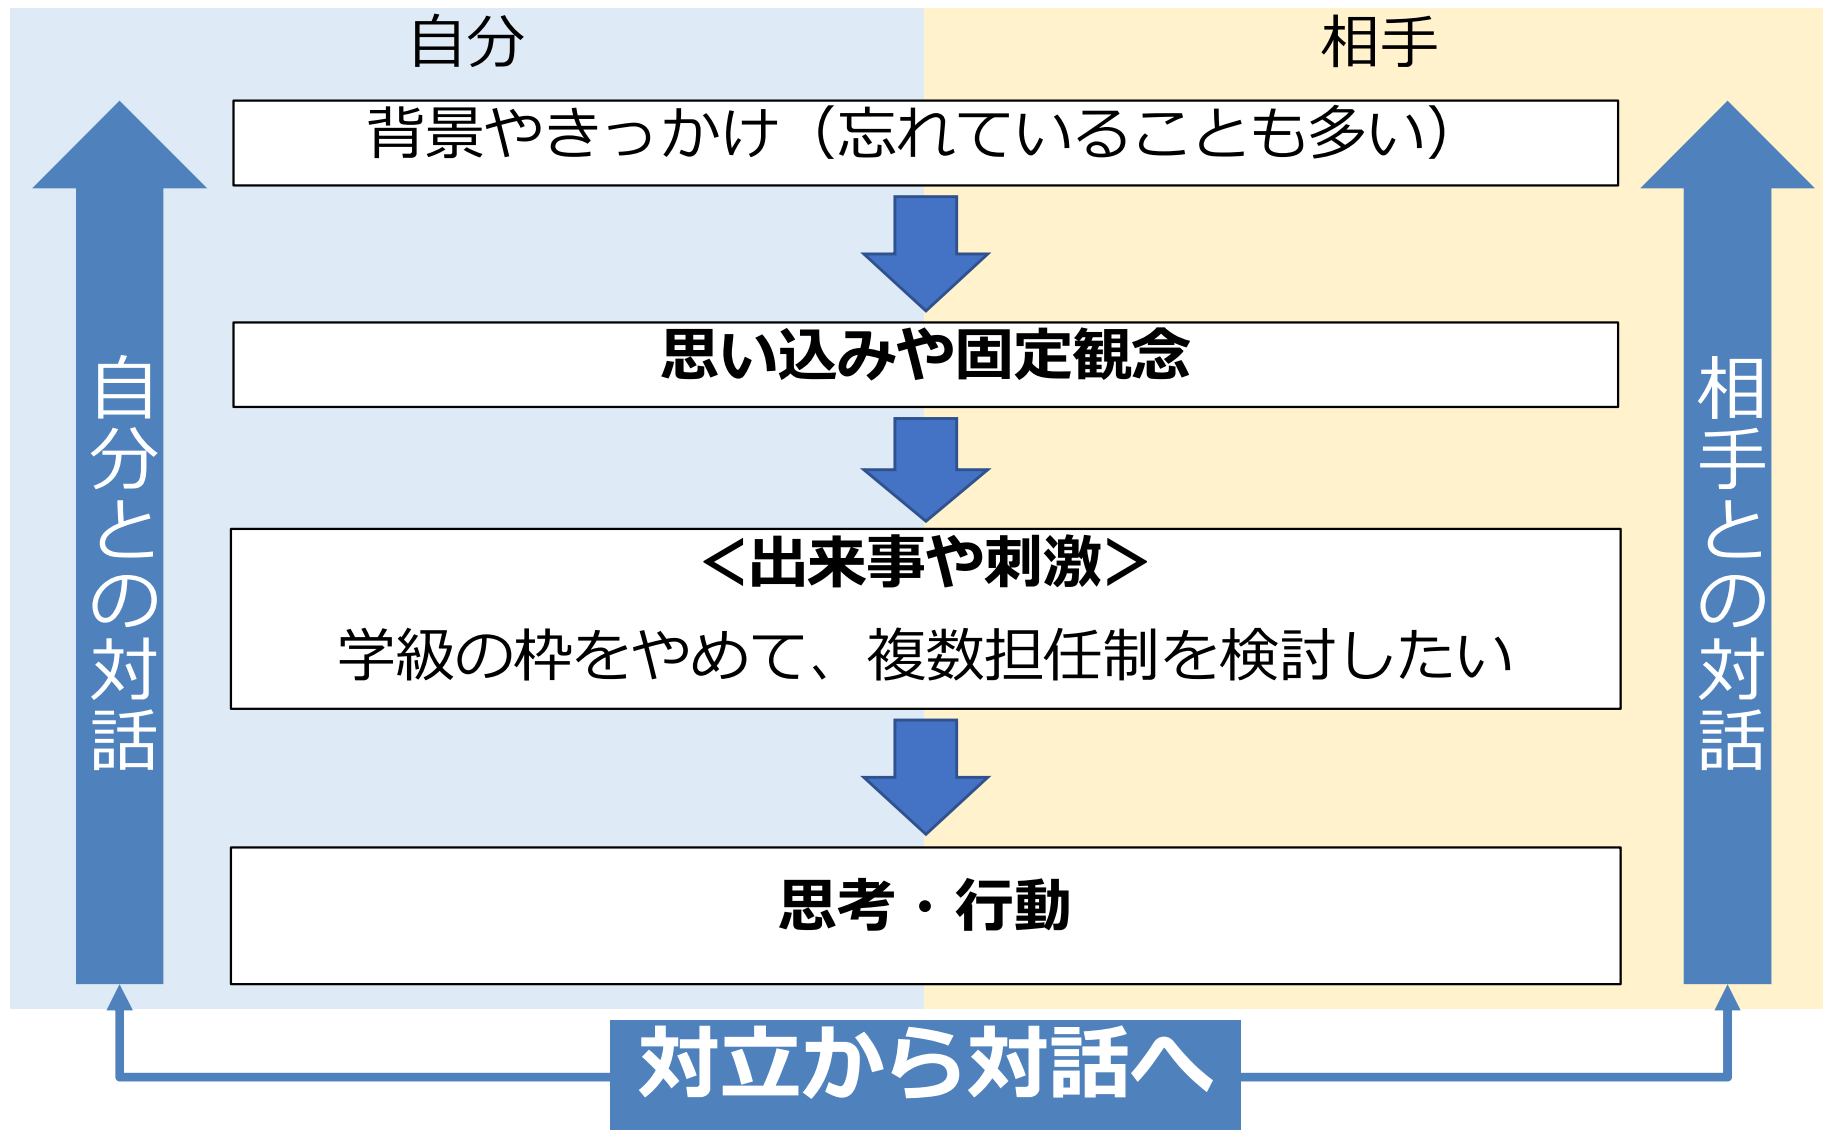 自分
相手
背景やきっかけ（忘れていることも多い）
思い込みや固定観念
＜出来事や刺激＞
学級の枠をやめて、複数担任制を検討したい
思考・行動
自分との対話
相手との対話
対立から対話へ